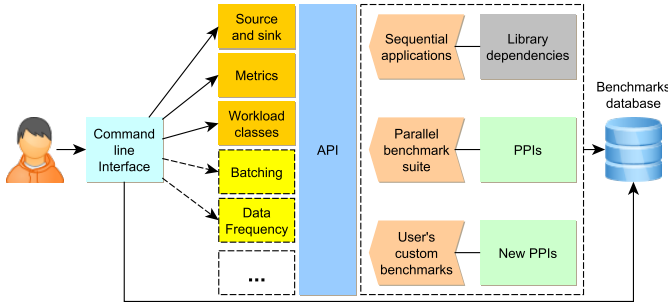 Source
and sink
Metrics
Workload
classes
Batching
Data
Frequency
...
Command
line
Interface
API
Sequential
applications
Library
dependencies
Parallel
benchmark
suite
PPIs
User's
custom
benchmarks
New PPIs
Benchmarks
database